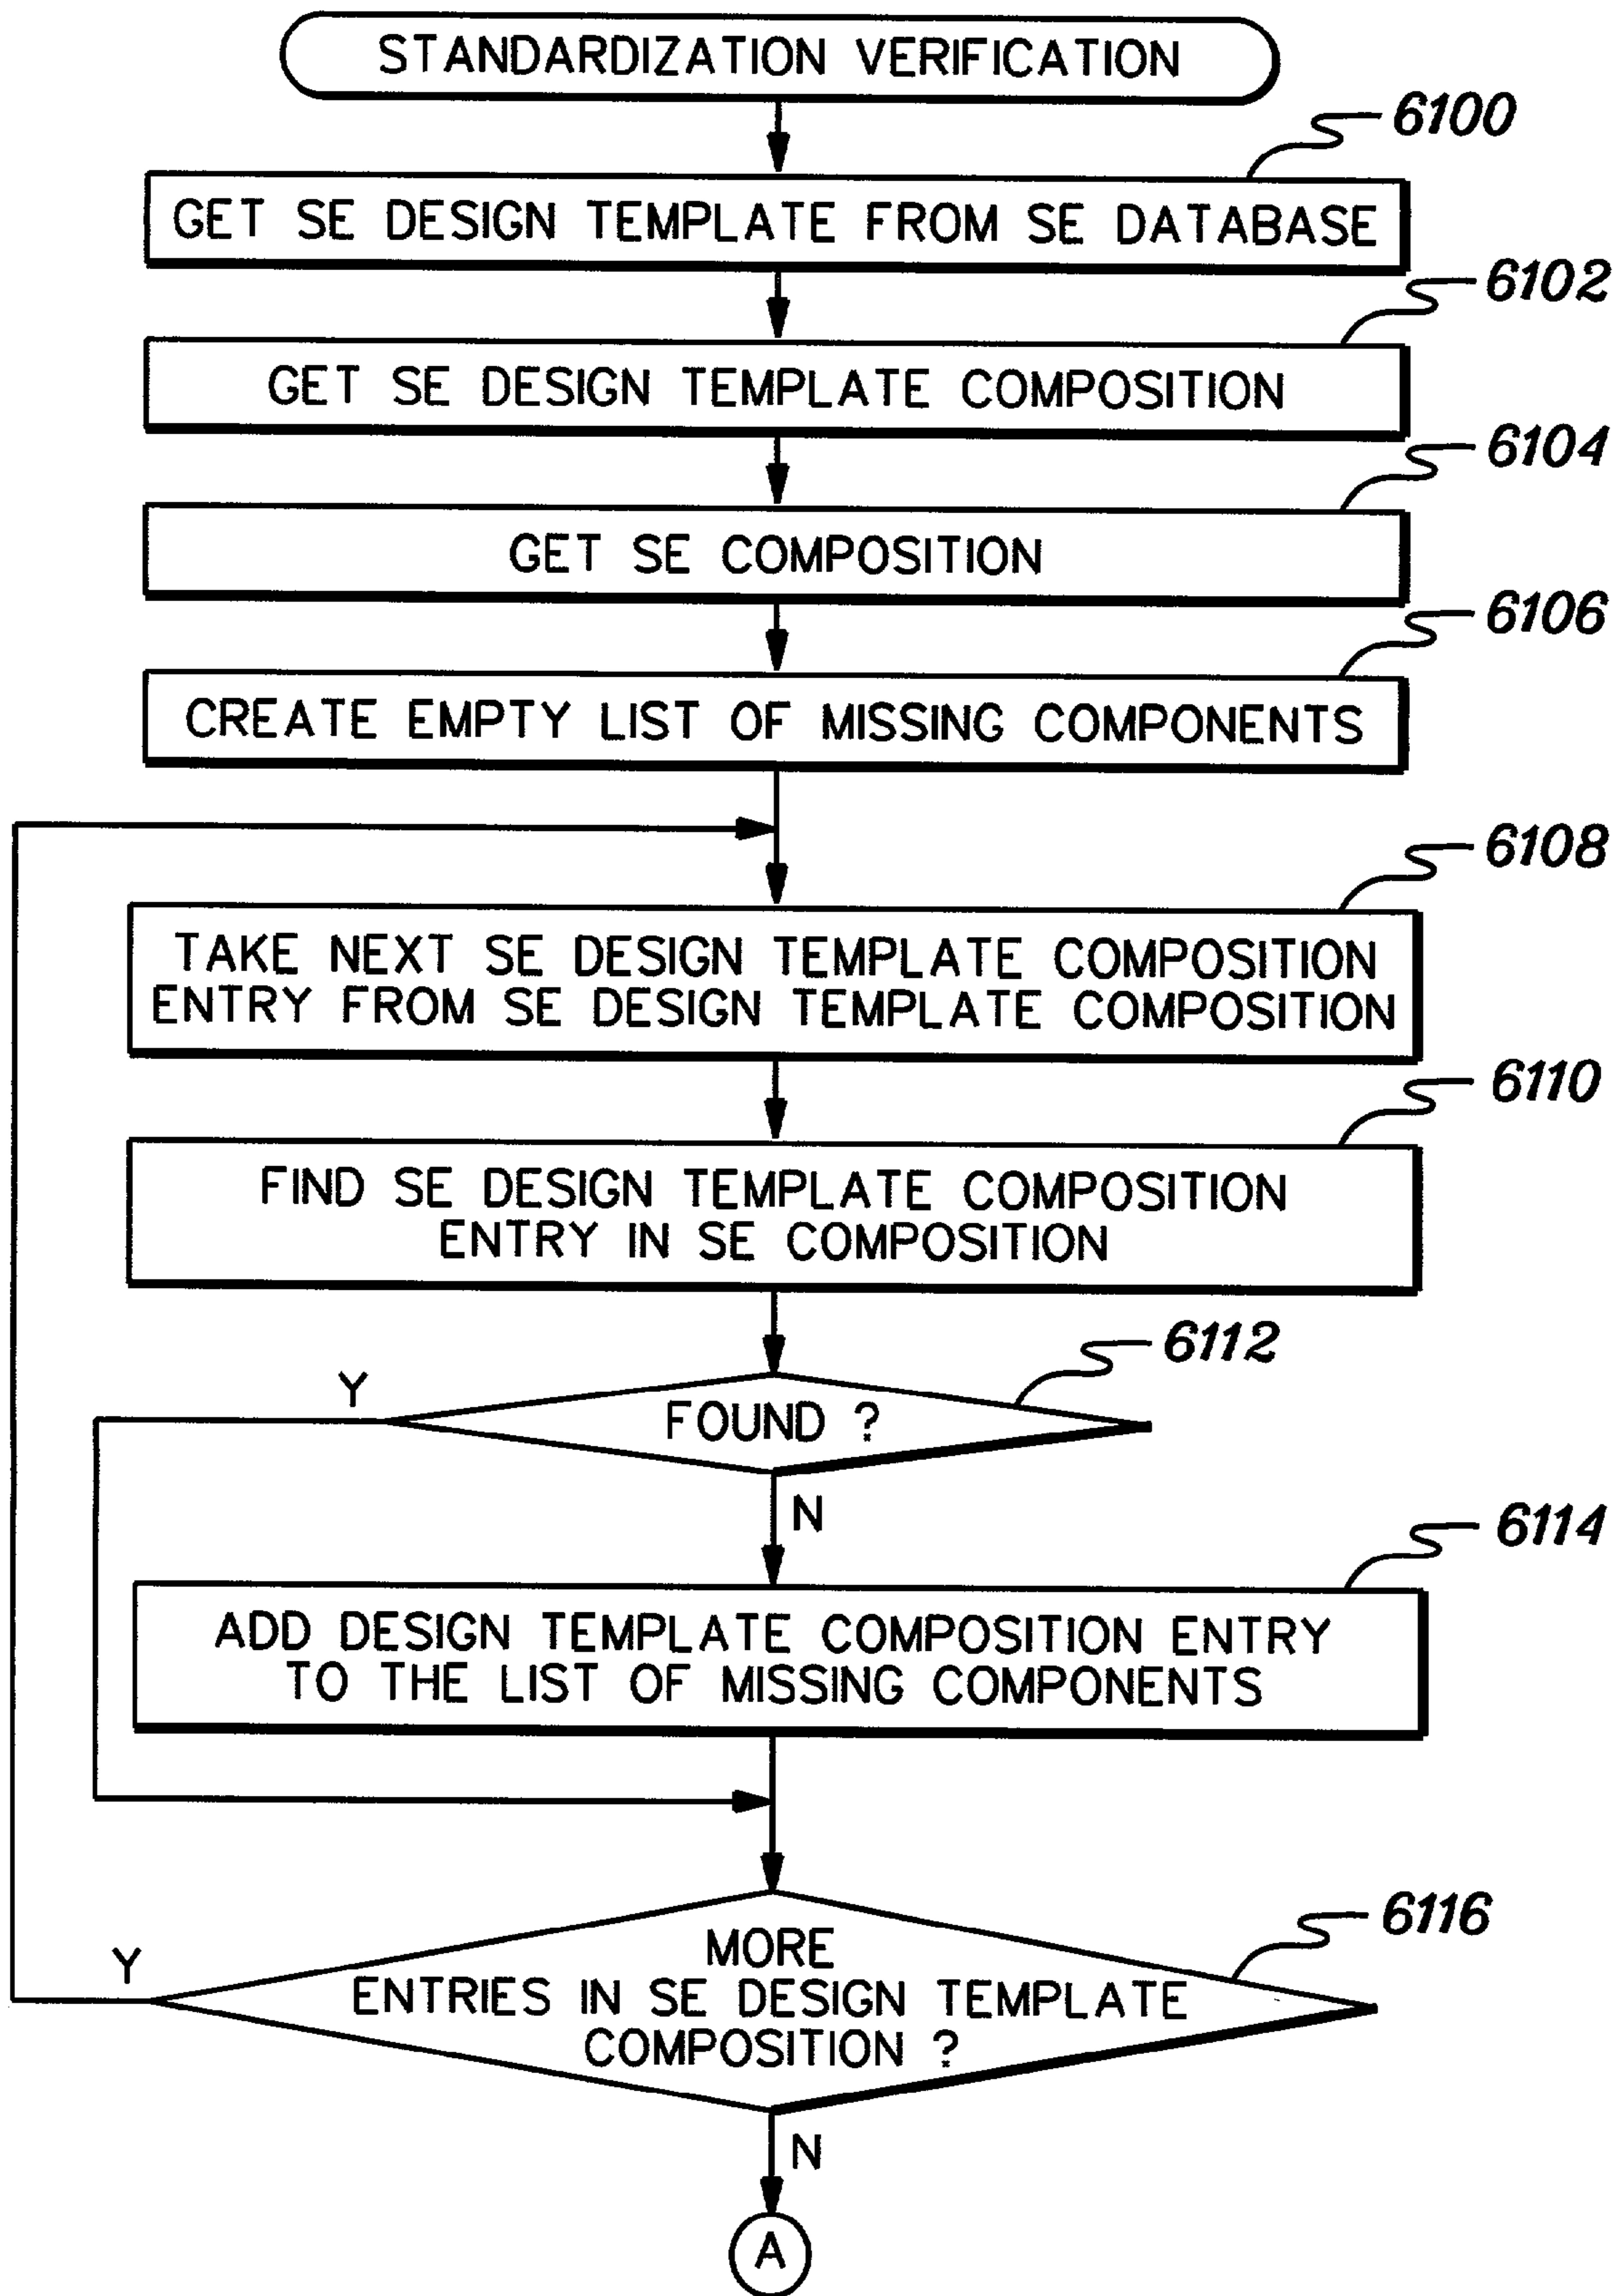 STANDARDIZATION VERIFICATION
6100
GET SE DESIGN TEMPLATE FROM SE DATABASE
6102
GET SE DESIGN TEMPLATE COMPOSITION
6104
GET SE COMPOSITION
6106
CREATE EMPTY LIST OF MISSING COMPONENTS
6108
TAKE NEXT SE DESIGN TEMPLATE COMPOSITION
ENTRY FROM SE DESIGN TEMPLATE COMPOSITION
6110
FIND SE DESIGN TEMPLATE COMPOSITION
ENTRY IN SE COMPOSITION
6112
Y
FOUND ?
N
6114
ADD DESIGN TEMPLATE COMPOSITION ENTRY
TO THE LIST OF MISSING COMPONENTS
6116
Y
MORE
ENTRIES IN SE DESIGN TEMPLATE
COMPOSITION ?
N
A